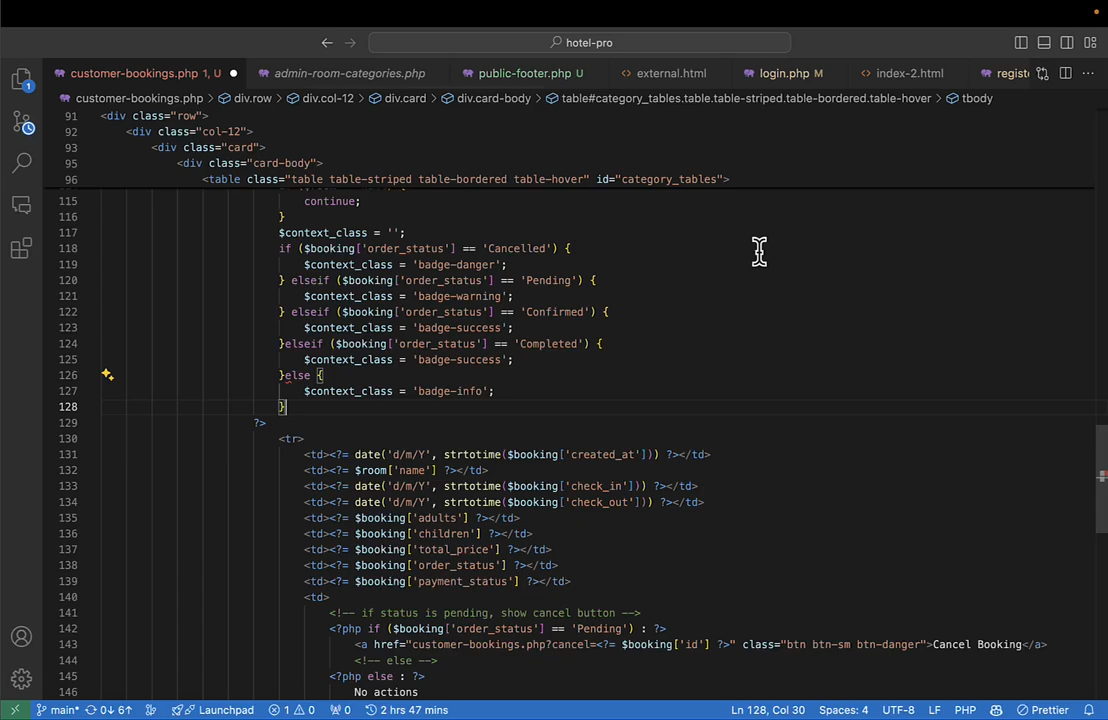 hotel-pro
customer-bookings.php 1, U
admin-room-categories.php
public-footer.php U
external.html
login.php M
index-2.html
registe
customer-bookings.php > div.row > div.col-12 > div.card > div.card-body > table#category_tables.table.table-striped.table-bordered.table-hover > tbody
91 <div class="row">
92 <div class="col-12">
93 <div class="card">
95 <div class="card-body">
96 <table class="table table-striped table-bordered table-hover" id="category_tables">
115 continue;
116 }
117 $context_class = '';
118 if ($booking['order_status'] == 'Cancelled') {
119 $context_class = 'badge-danger';
120 } elseif ($booking['order_status'] == 'Pending') {
121 $context_class = 'badge-warning';
122 } elseif ($booking['order_status'] == 'Confirmed') {
123 $context_class = 'badge-success';
124 }elseif ($booking['order_status'] == 'Completed') {
125 $context_class = 'badge-success';
126 }else {
127 $context_class = 'badge-info';
128 }
129 ?>
130 <tr>
131 <td><?= date('d/m/Y', strtotime($booking['created_at'])) ?></td>
132 <td><?= $room['name'] ?></td>
133 <td><?= date('d/m/Y', strtotime($booking['check_in'])) ?></td>
134 <td><?= date('d/m/Y', strtotime($booking['check_out'])) ?></td>
135 <td><?= $booking['adults'] ?></td>
136 <td><?= $booking['children'] ?></td>
137 <td><?= $booking['total_price'] ?></td>
138 <td><?= $booking['order_status'] ?></td>
139 <td><?= $booking['payment_status'] ?></td>
140 <td>
141 <!-- if status is pending, show cancel button -->
142 <?php if ($booking['order_status'] == 'Pending') : ?>
143 <a href="customer-bookings.php?cancel=<?= $booking['id'] ?>" class="btn btn-sm btn-danger">Cancel Booking</a>
144 <!-- else -->
145 <?php else : ?>
146 No actions
main* 0↓ 6↑ Launchpad 1 0 0 2 hrs 47 mins Ln 128, Col 30 Spaces: 4 UTF-8 LF PHP Prettier